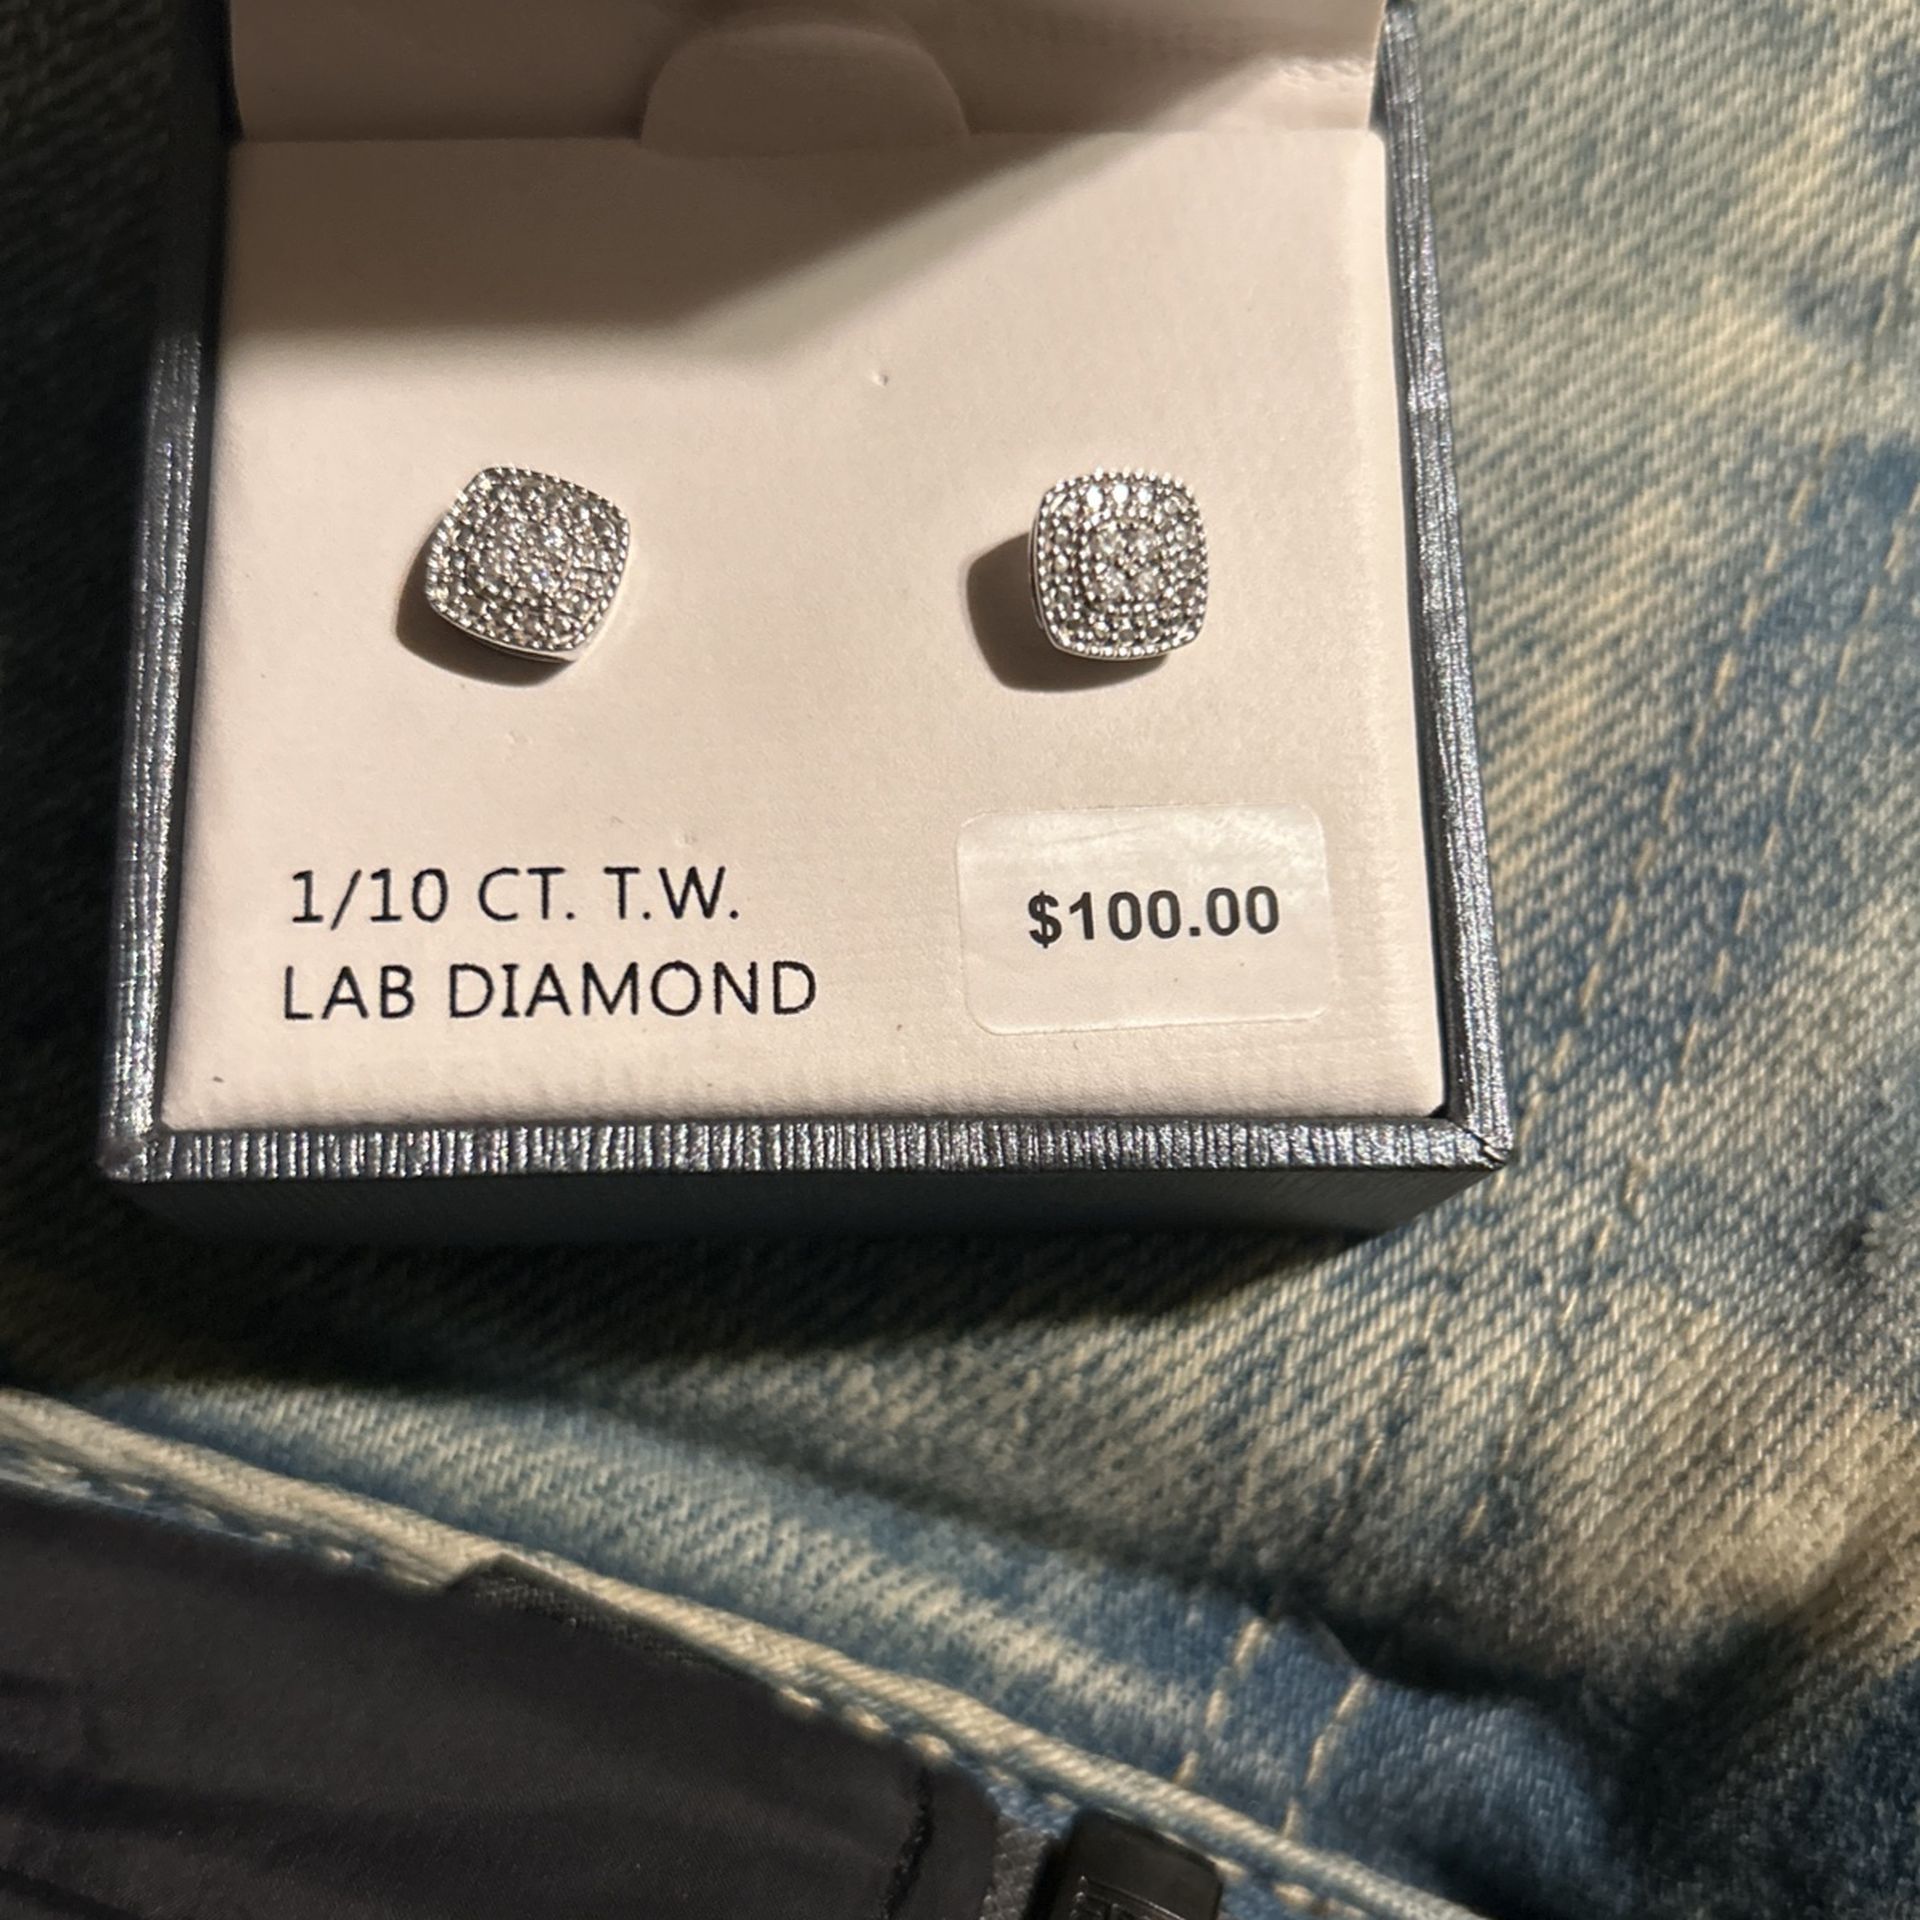 1/10 CT. T.W.
LAB DIAMOND
$100.00